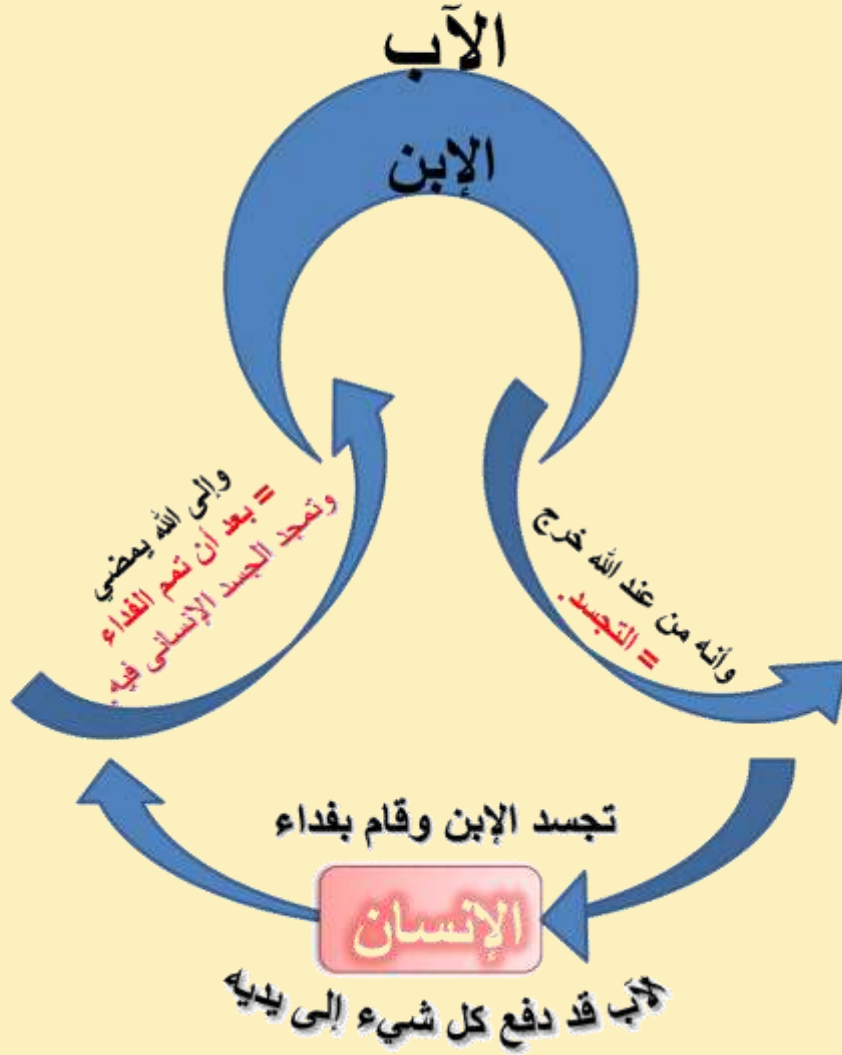 الآب
الإبن
وأنه من عند الله خرج
= التجسد.
وإلى الله يمضي
= بعد أن تمم الفداء
وتمجد الجسد الإنسانى فيه.
تجسد الإبن وقام بفداء
الإنسان
الآب قد دفع كل شيء إلى يديه